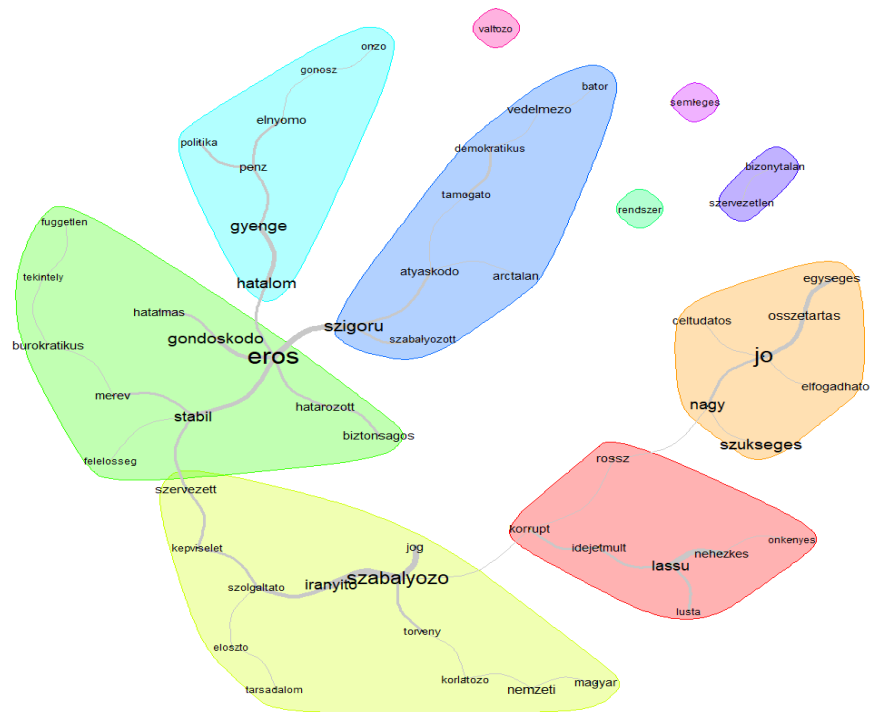 valtozo
onzo
gonosz
elnyomo
politika
penz
gyenge
hatalom
bator
vedelmezo
demokratikus
tamogato
atyaskodo
arctalan
szigoru
szabalyozott
semleges
bizonytalan
szervezetlen
rendszer
fuggetlen
tekintely
hatalmas
burokratikus
gondoskodo
eros
merev
stabil
hatarozott
biztonsagos
felelosseg
egyseges
celtudatos
osszetartas
jo
elfogadhato
nagy
szukseges
rossz
korrupt
idejetmult
lassu
nehezkes
onkenyes
lusta
szervezett
kepviselet
jog
szolgaltato
iranyito
szabalyozo
torveny
eloszto
tarsadalom
korlatozo
nemzeti
magyar